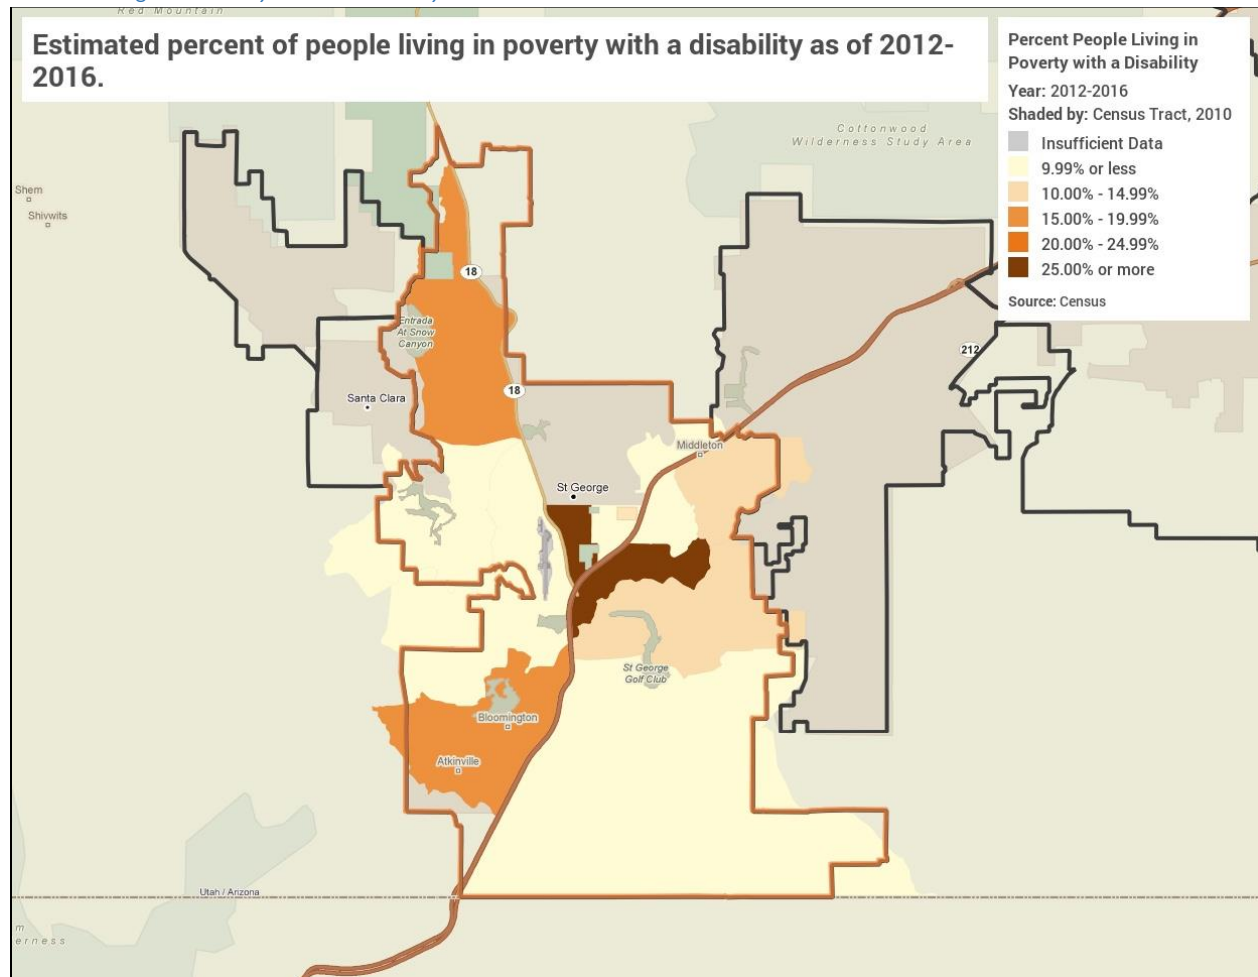 Red Mountain
Estimated percent of people living in poverty with a disability as of 2012-
2016.
Percent People Living in
Poverty with a Disability
Year: 2012-2016
Shaded by: Census Tract, 2010
Insufficient Data
9.99% or less
10.00% - 14.99%
15.00% - 19.99%
20.00% - 24.99%
25.00% or more
Source: Census
Cottonwood
Wilderness Study Area
Shem
Shivwits
18
Entrada
At Snow
Canyon
212
18
Santa Clara
Middleton
St George
St George
Golf Club
Bloomington
Atkinville
Utah / Arizona